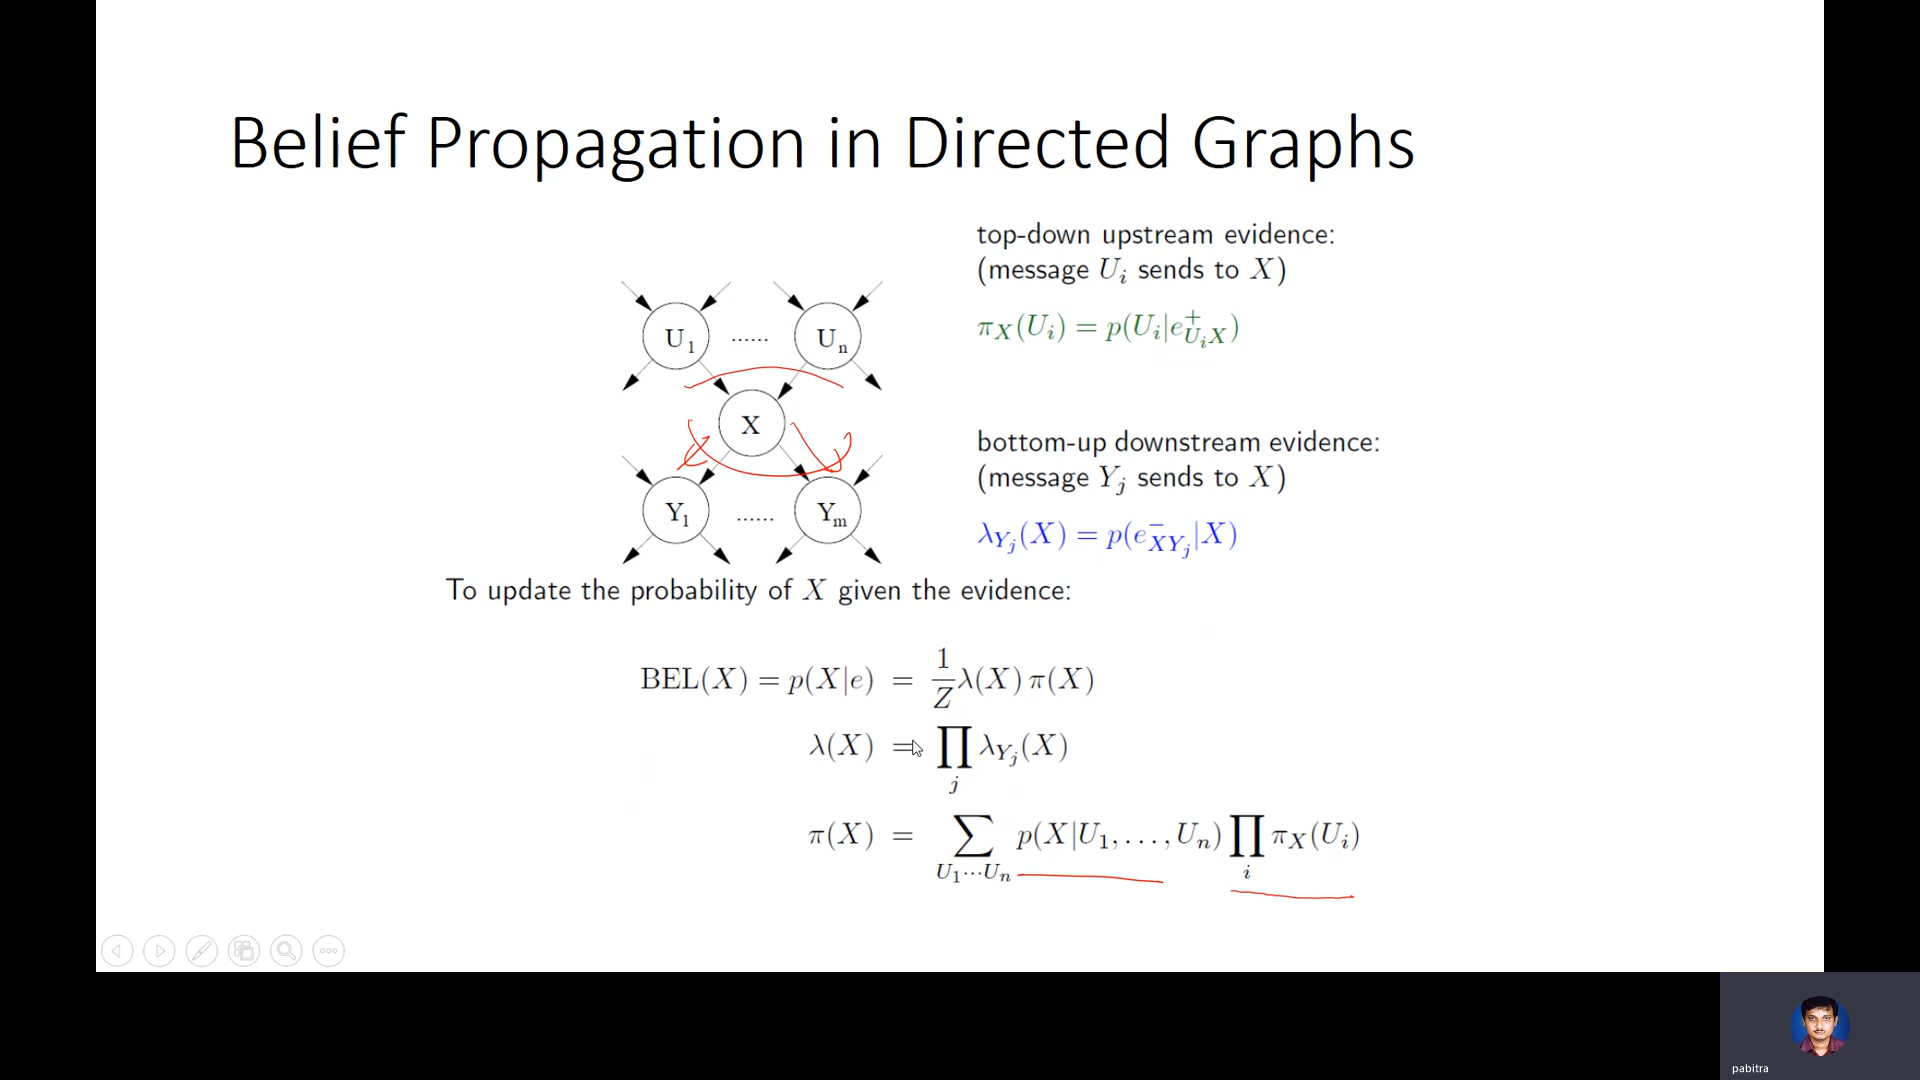 Belief Propagation in Directed Graphs
top-down upstream evidence:
(message U_i sends to X)
π_X(U_i) = p(U_i|e^+_{U_iX})
U_1 ...... U_n
X
Y_1 ...... Y_m
bottom-up downstream evidence:
(message Y_j sends to X)
λ_{Y_j}(X) = p(e^-_{XY_j}|X)
To update the probability of X given the evidence:
BEL(X) = p(X|e) = \frac{1}{Z} λ(X) π(X)
λ(X) = ∏_j λ_{Y_j}(X)
π(X) = ∑_{U_1⋯U_n} p(X|U_1, …, U_n) ∏_i π_X(U_i)
pabitra